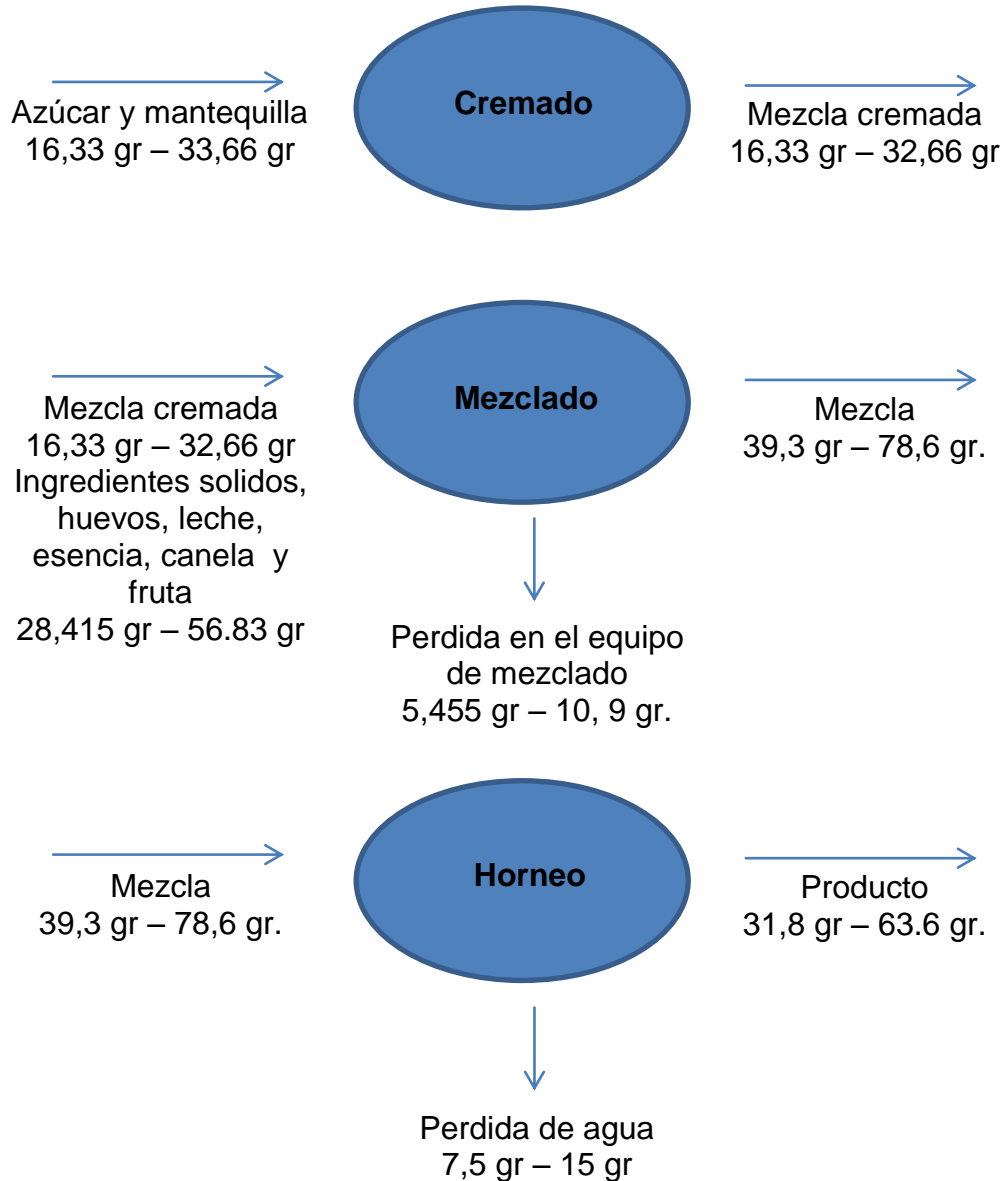 Cremado
Azúcar y mantequilla
16,33 gr – 33,66 gr
Mezcla cremada
16,33 gr – 32,66 gr
Mezclado
Mezcla cremada
16,33 gr – 32,66 gr
Ingredientes solidos,
huevos, leche,
esencia, canela y
fruta
28,415 gr – 56.83 gr
Mezcla
39,3 gr – 78,6 gr.
Perdida en el equipo
de mezclado
5,455 gr – 10, 9 gr.
Horneo
Mezcla
39,3 gr – 78,6 gr.
Producto
31,8 gr – 63.6 gr.
Perdida de agua
7,5 gr – 15 gr